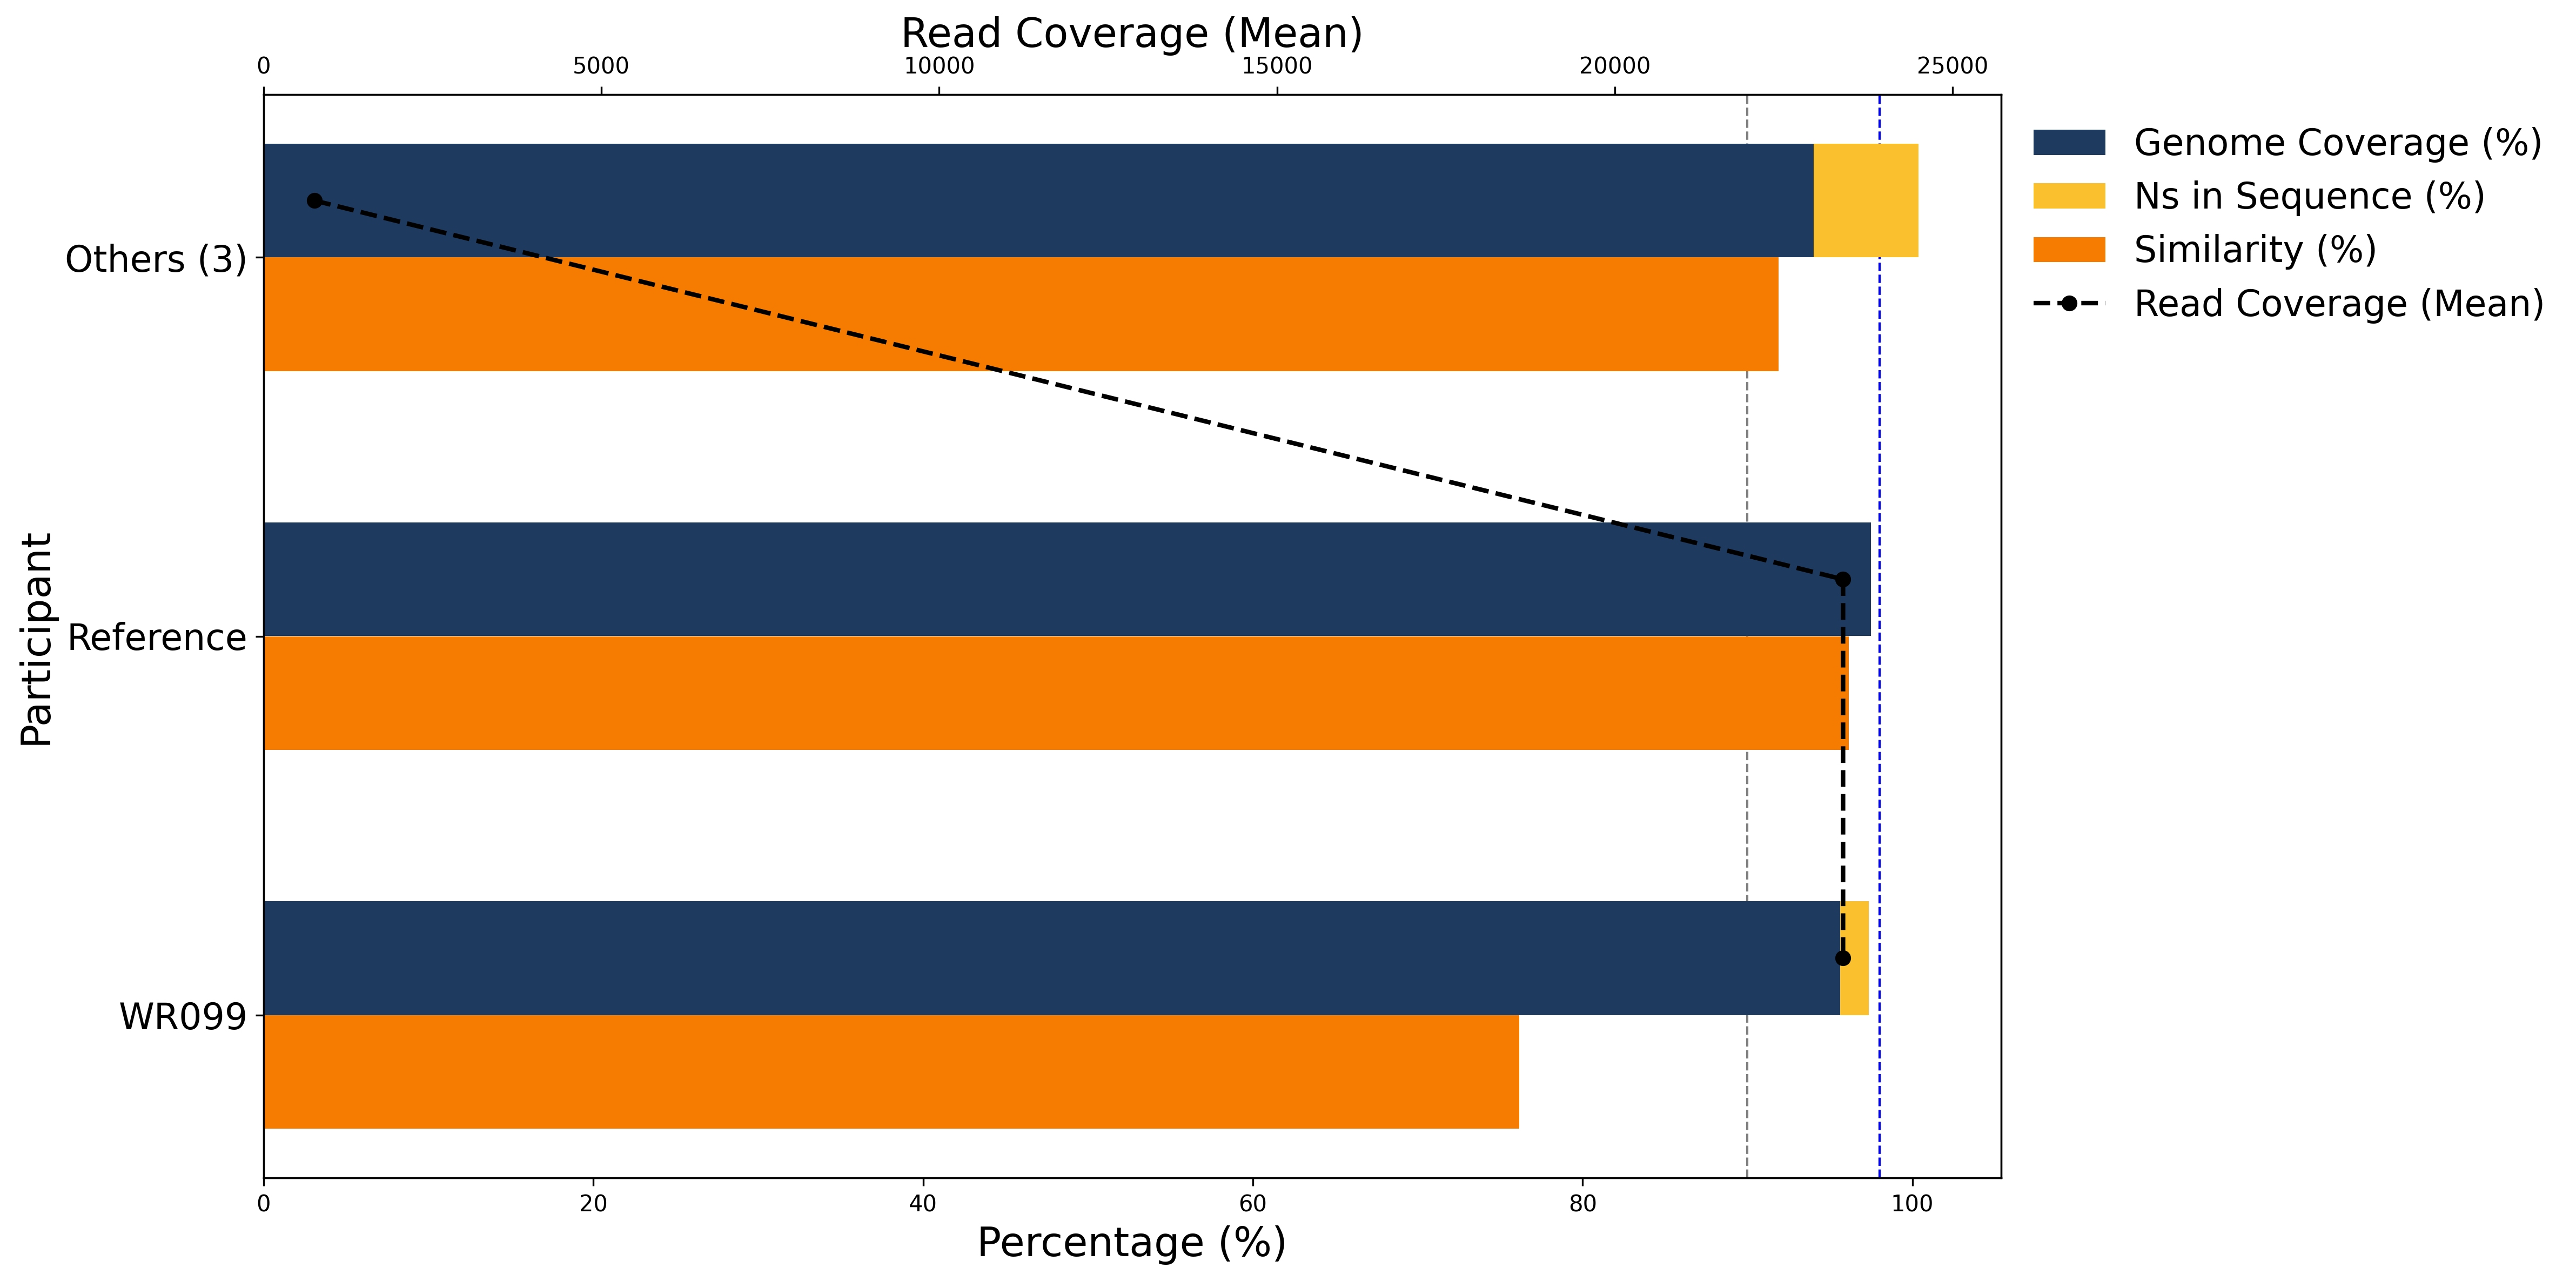 Read Coverage (Mean)
0 5000 10000 15000 20000 25000
Genome Coverage (%)
Ns in Sequence (%)
Similarity (%)
Read Coverage (Mean)
Others (3)
Reference
WR099
Participant
0 20 40 60 80 100
Percentage (%)